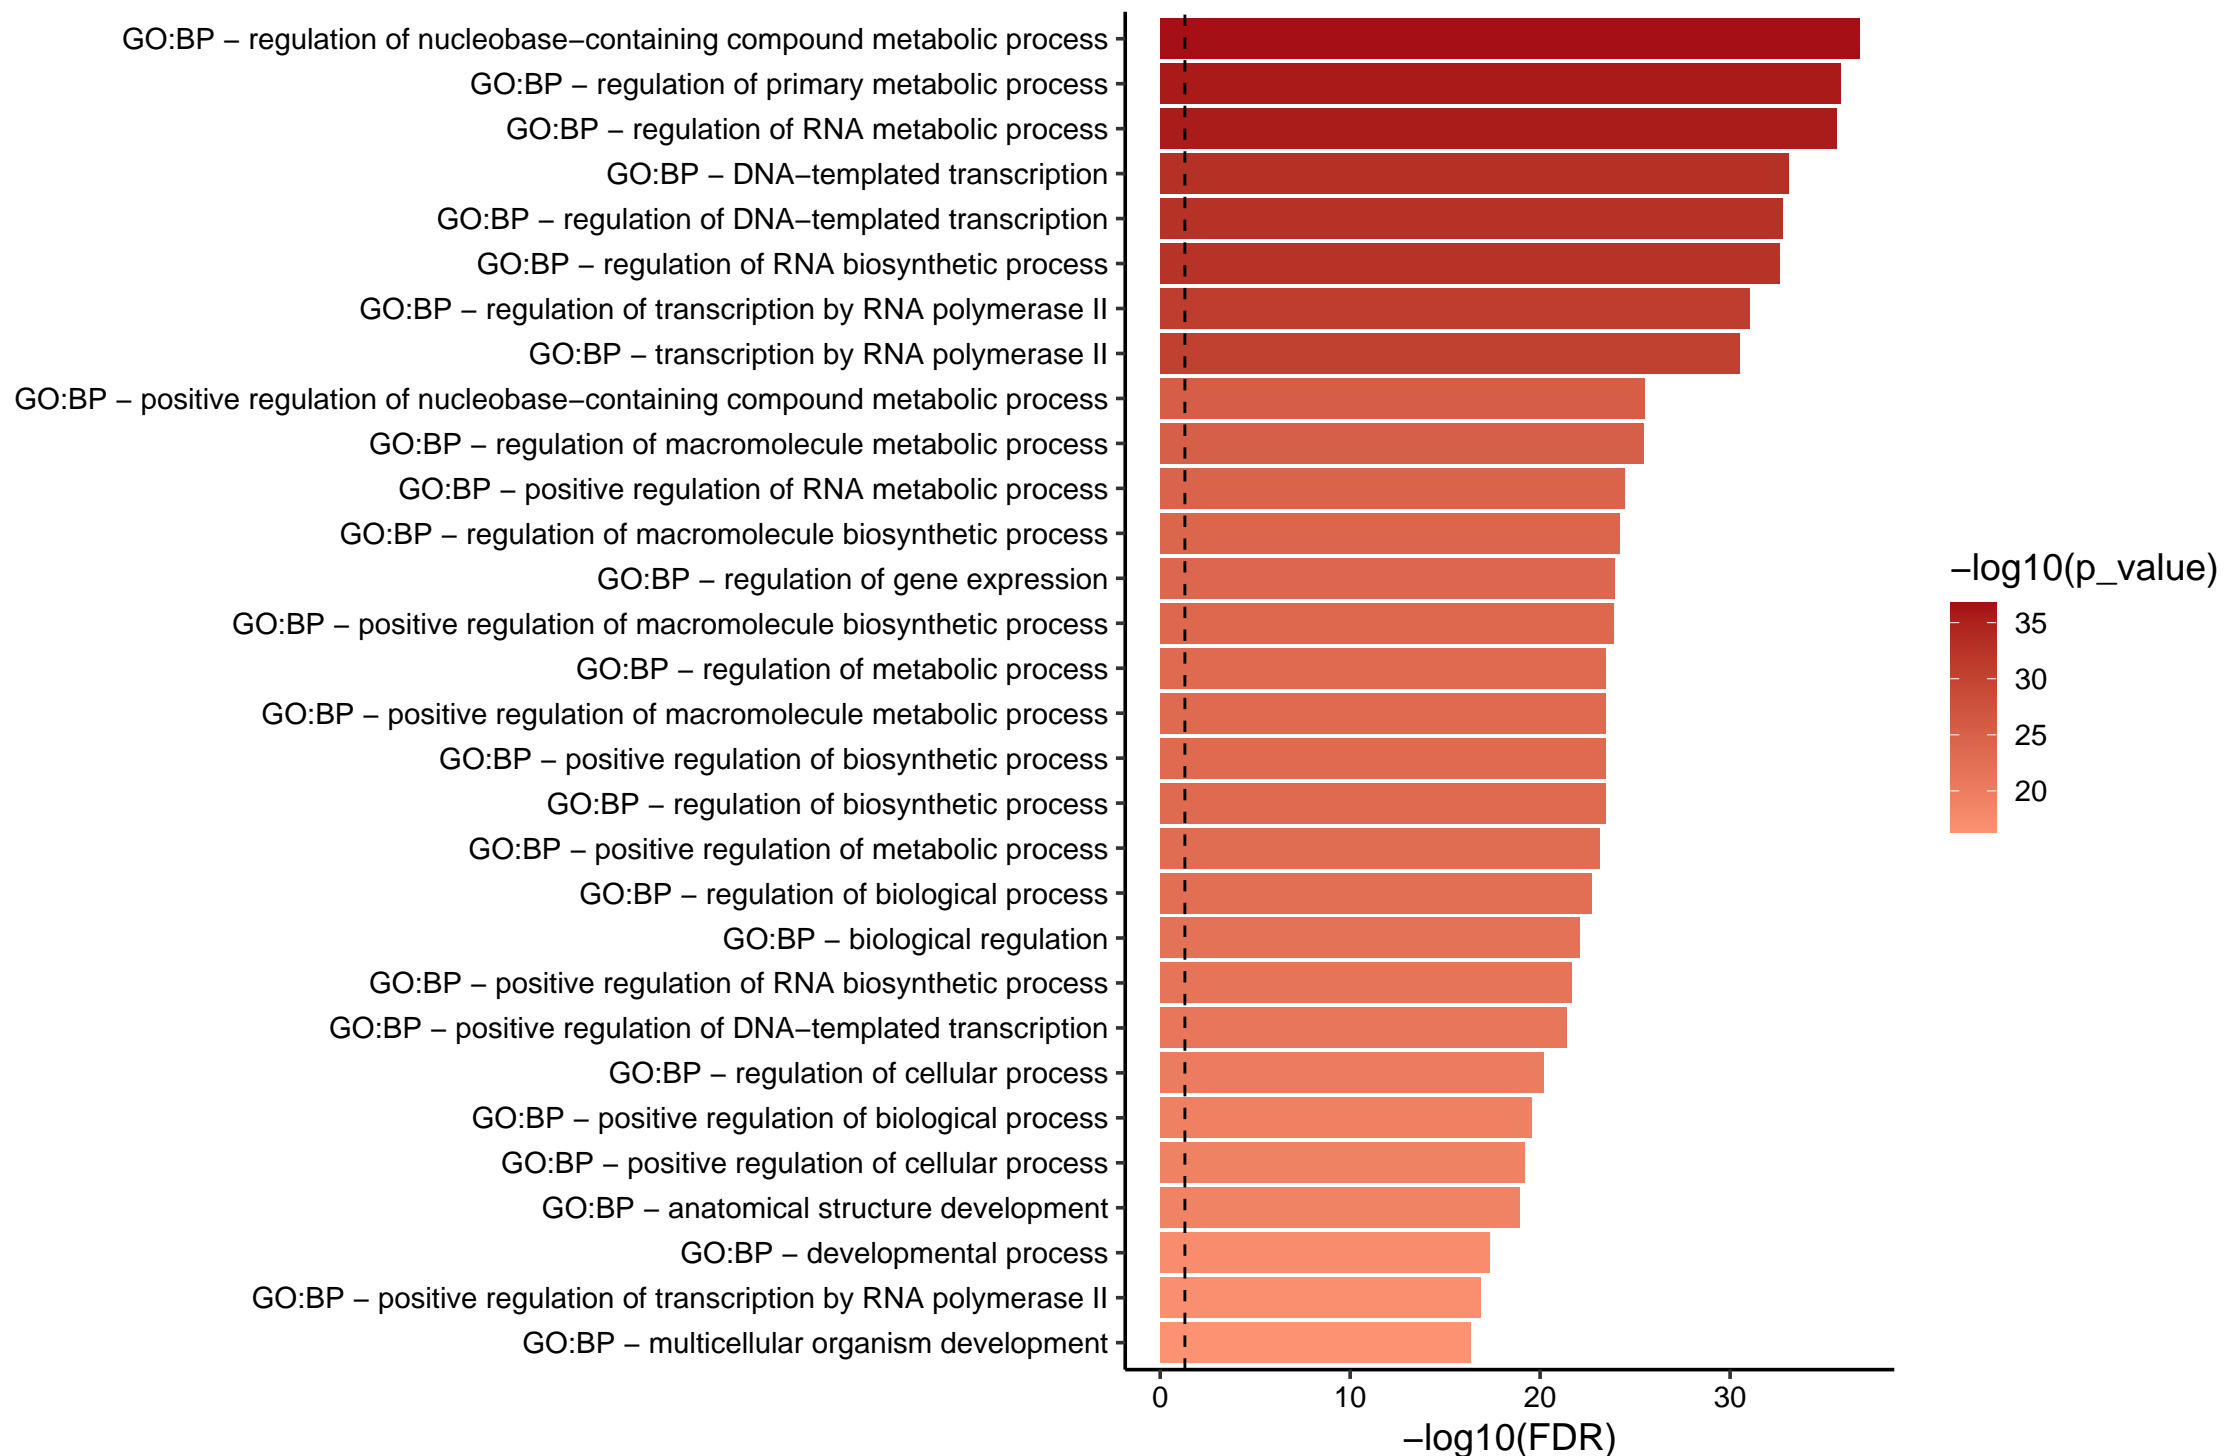 GO:BP – regulation of nucleobase–containing compound metabolic process
GO:BP – regulation of primary metabolic process
GO:BP – regulation of RNA metabolic process
GO:BP – DNA–templated transcription
GO:BP – regulation of DNA–templated transcription
GO:BP – regulation of RNA biosynthetic process
GO:BP – regulation of transcription by RNA polymerase II
GO:BP – transcription by RNA polymerase II
GO:BP – positive regulation of nucleobase–containing compound metabolic process
GO:BP – regulation of macromolecule metabolic process
GO:BP – positive regulation of RNA metabolic process
GO:BP – regulation of macromolecule biosynthetic process
GO:BP – regulation of gene expression
GO:BP – positive regulation of macromolecule biosynthetic process
GO:BP – regulation of metabolic process
GO:BP – positive regulation of macromolecule metabolic process
GO:BP – positive regulation of biosynthetic process
GO:BP – regulation of biosynthetic process
GO:BP – positive regulation of metabolic process
GO:BP – regulation of biological process
GO:BP – biological regulation
GO:BP – positive regulation of RNA biosynthetic process
GO:BP – positive regulation of DNA–templated transcription
GO:BP – regulation of cellular process
GO:BP – positive regulation of biological process
GO:BP – positive regulation of cellular process
GO:BP – anatomical structure development
GO:BP – developmental process
GO:BP – positive regulation of transcription by RNA polymerase II
GO:BP – multicellular organism development
0 10 20 30
–log10(FDR)
–log10(p_value)
35
30
25
20